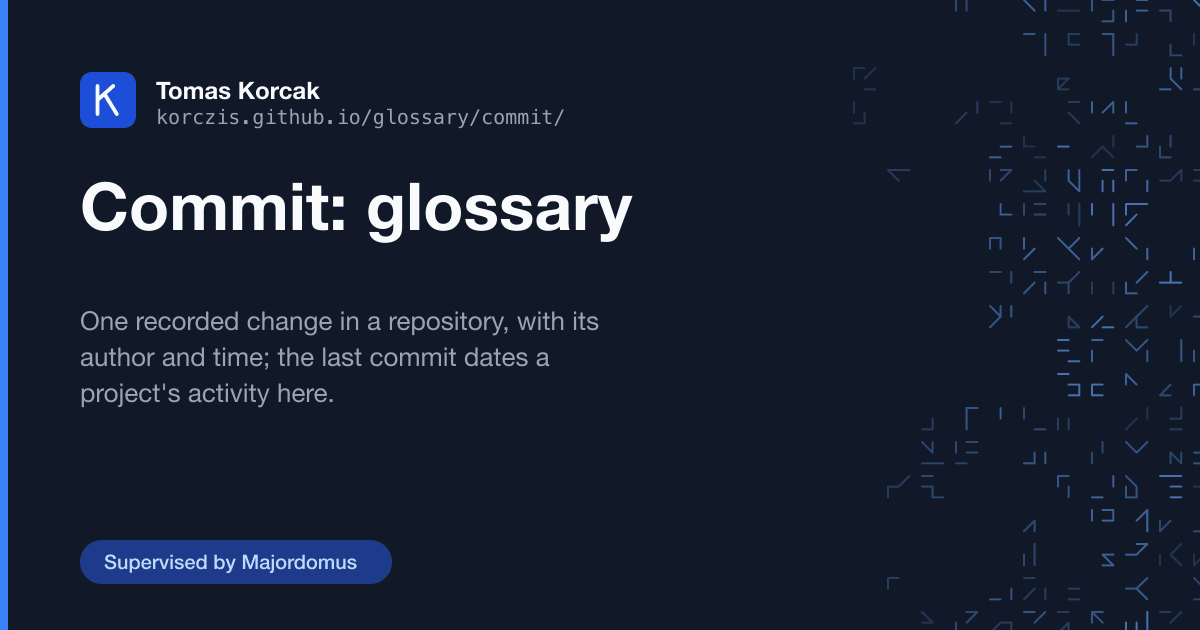 K
Tomas Korcak
korczis.github.io/glossary/commit/
Commit: glossary
One recorded change in a repository, with its
author and time; the last commit dates a
project's activity here.
Supervised by Majordomus